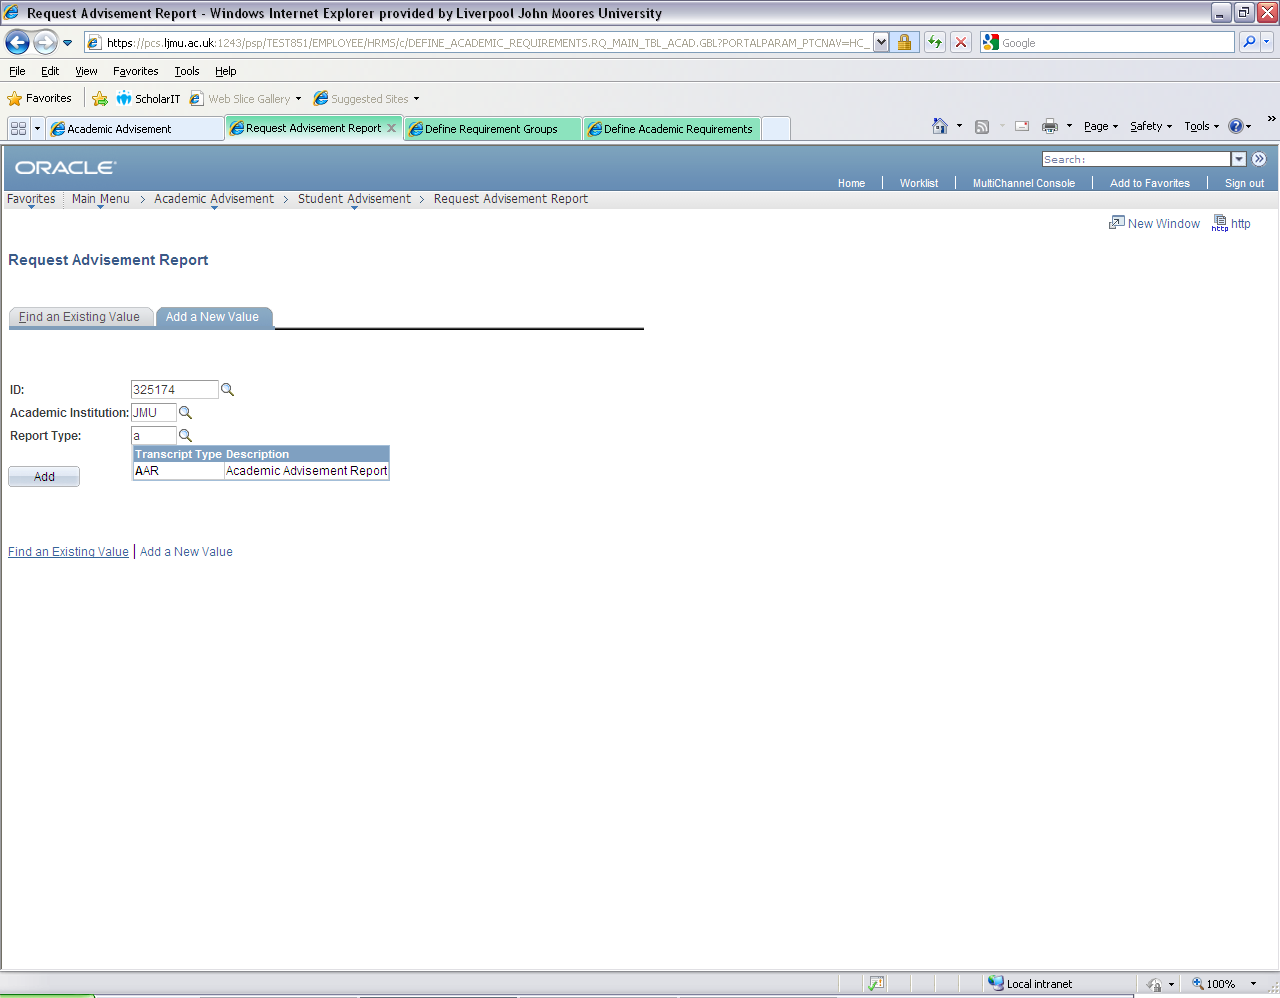 Request Advisement Report - Windows Internet Explorer provided by Liverpool John Moores University
https://pcs.ljmu.ac.uk:1243/psp/TEST851/EMPLOYEE/HRMS/c/DEFINE_ACADEMIC_REQUIREMENTS.RQ_MAIN_TBL_ACAD.GBL?PORTALPARAM_PTCNAV=HC_ Google
File Edit View Favorites Tools Help
Favorites ScholarIT Web Slice Gallery Suggested Sites
Academic Advisement Request Advisement Report Define Requirement Groups Define Academic Requirements Page Safety Tools
ORACLE Search:
Home Worklist MultiChannel Console Add to Favorites Sign out
Favorites Main Menu > Academic Advisement > Student Advisement > Request Advisement Report
New Window http http
Request Advisement Report
Find an Existing Value Add a New Value
ID: 325174
Academic Institution: JMU
Report Type: a
Transcript Type Description
AAR Academic Advisement Report
Add
Find an Existing Value | Add a New Value
Local intranet 100%